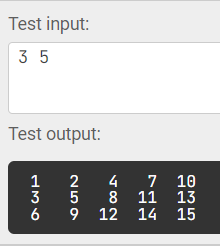 Test input:
3 5
Test output:
1 2 4 7 10
3 5 8 11 13
6 9 12 14 15